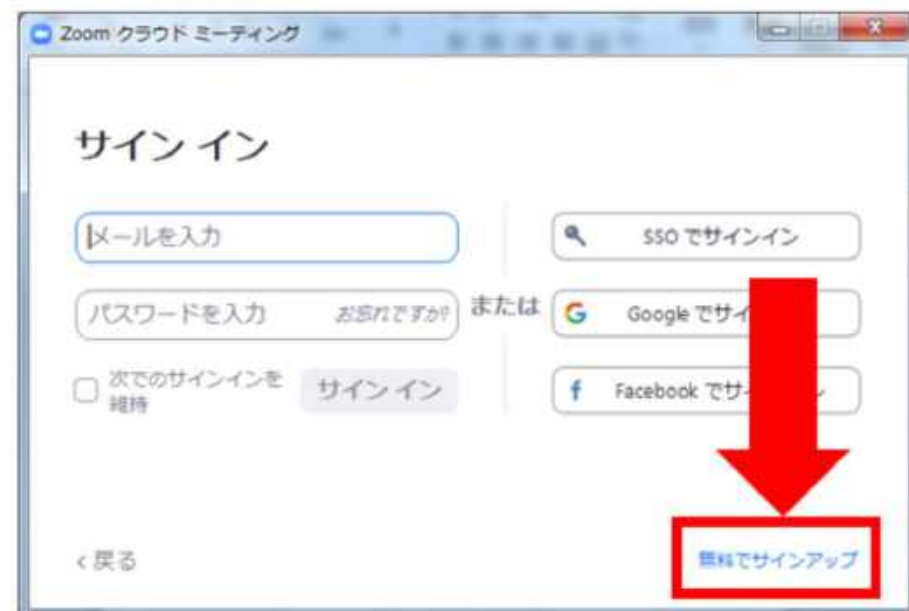 Zoom クラウド ミーティング
サイン イン
メールを入力
パスワードを入力 お忘れですか?
次でのサインインを
維持
サイン イン
または
SSO でサインイン
Google でサイ
Facebook でサ
< 戻る
無料でサインアップ